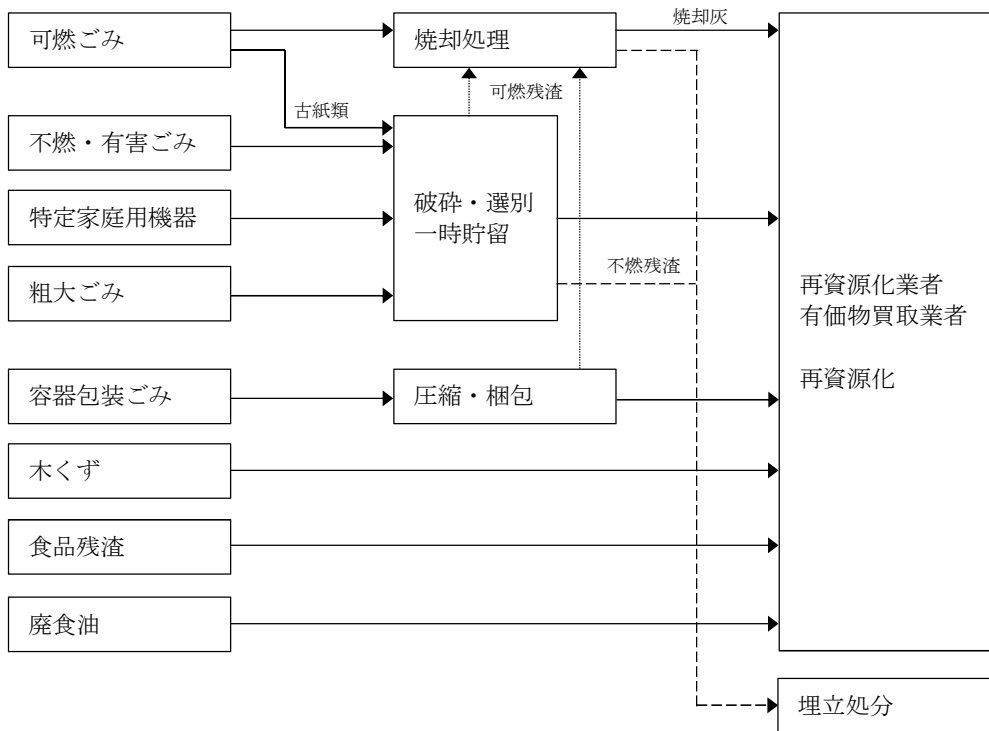 可燃ごみ
焼却処理
焼却灰
可燃残渣
古紙類
不燃・有害ごみ
特定家庭用機器
破砕・選別
一時貯留
不燃残渣
粗大ごみ
再資源化業者
有価物買取業者
再資源化
容器包装ごみ
圧縮・梱包
木くず
食品残渣
廃食油
埋立処分